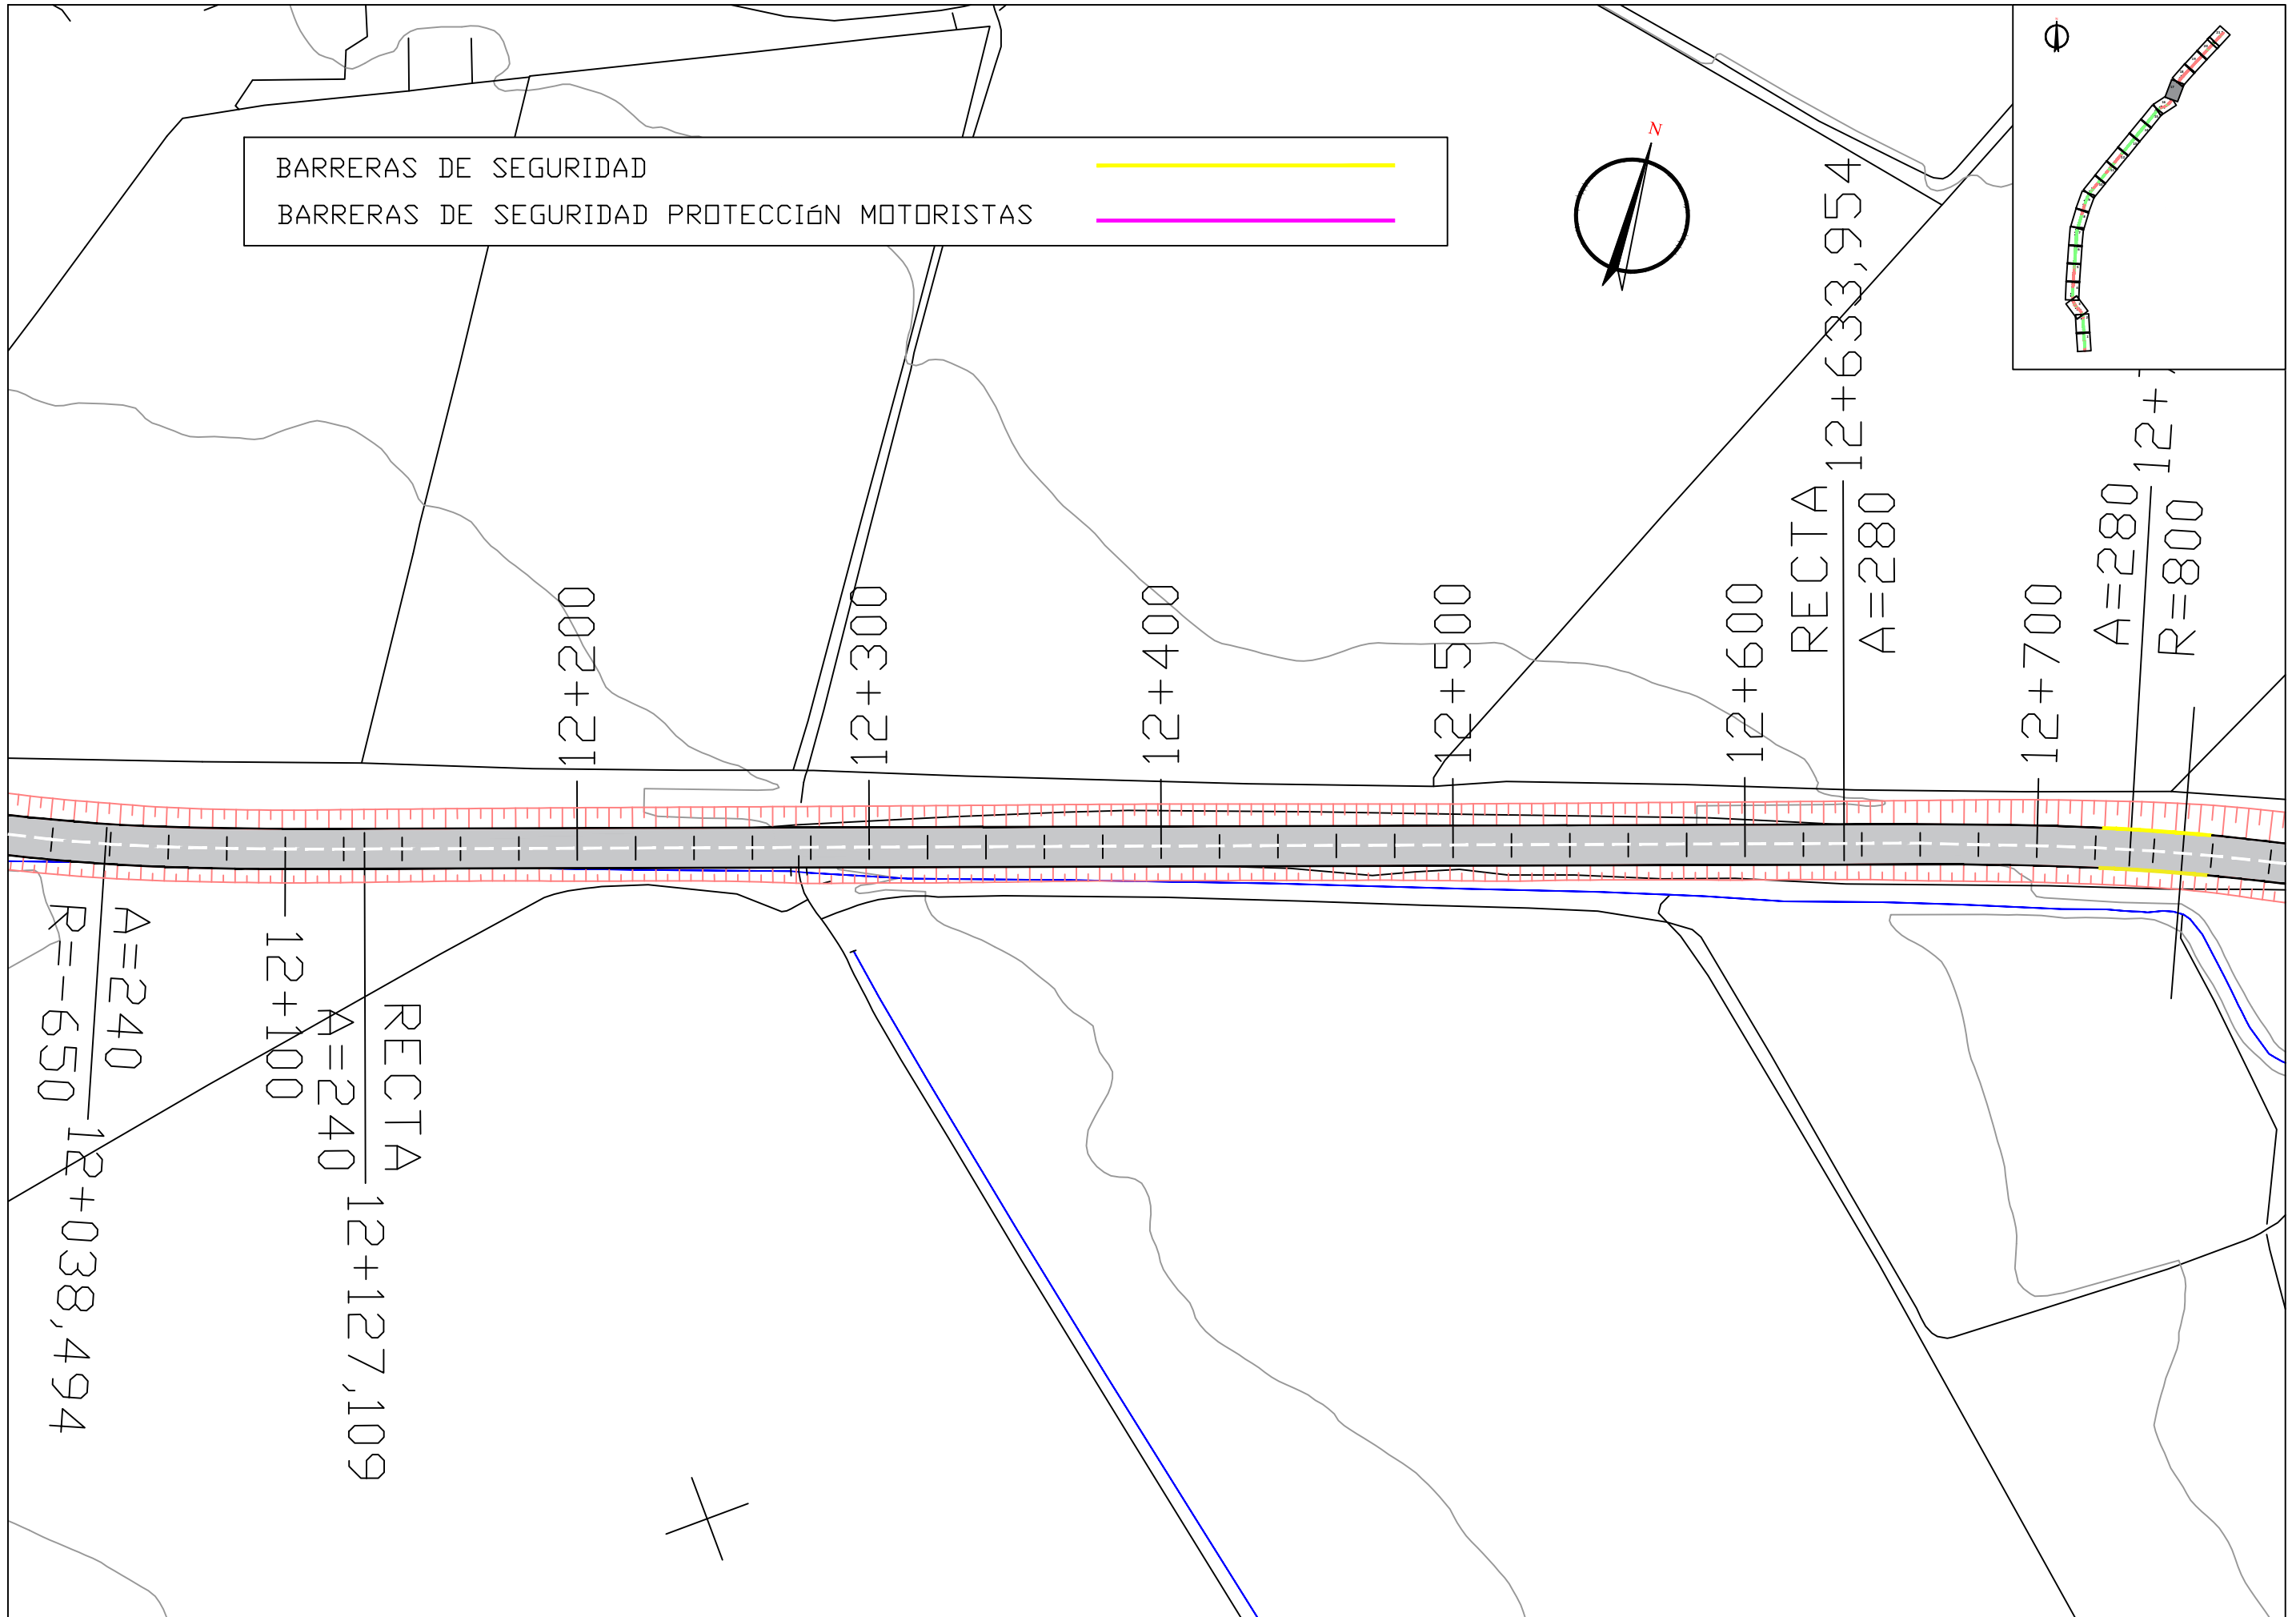 BARRERAS DE SEGURIDAD
BARRERAS DE SEGURIDAD PROTECCIóN MOTORISTAS
N
12+200
12+300
12+400
12+500
12+600
RECTA
A=280
12+633,954
12+700
A=280
R=800
12+
R=-650
A=240
12+038,494
12+100
A=240
RECTA
12+127,109